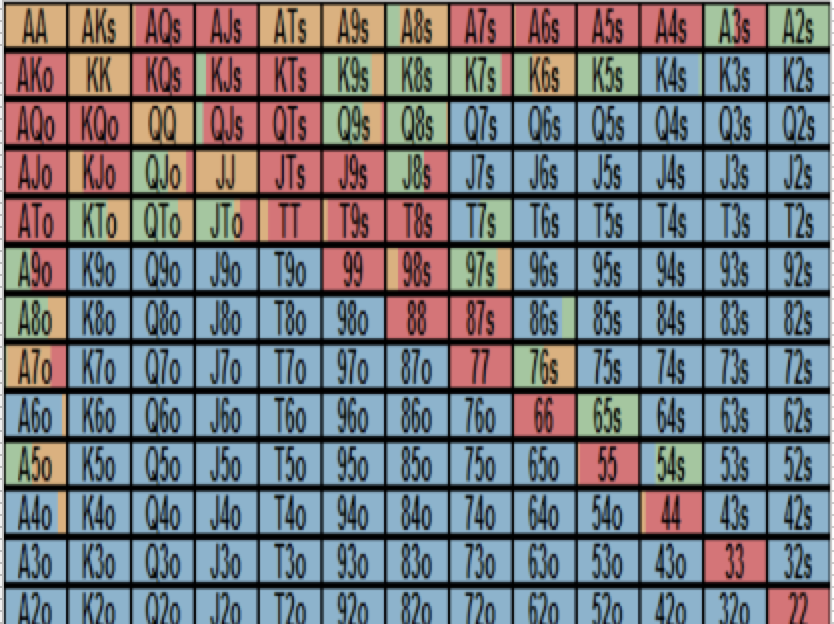 AA AKs AQs AJs ATs A9s A8s A7s A6s A5s A4s A3s A2s
AKo KK KQs KJs KTs K9s K8s K7s K6s K5s K4s K3s K2s
AQo KQo QQ QJs QTs Q9s Q8s Q7s Q6s Q5s Q4s Q3s Q2s
AJo KJo QJo JJ JTs J9s J8s J7s J6s J5s J4s J3s J2s
ATo KTo QTo JTo TT T9s T8s T7s T6s T5s T4s T3s T2s
A9o K9o Q9o J9o T9o 99 98s 97s 96s 95s 94s 93s 92s
A8o K8o Q8o J8o T8o 98o 88 87s 86s 85s 84s 83s 82s
A7o K7o Q7o J7o T7o 97o 87o 77 76s 75s 74s 73s 72s
A6o K6o Q6o J6o T6o 96o 86o 76o 66 65s 64s 63s 62s
A5o K5o Q5o J5o T5o 95o 85o 75o 65o 55 54s 53s 52s
A4o K4o Q4o J4o T4o 94o 84o 74o 64o 54o 44 43s 42s
A3o K3o Q3o J3o T3o 93o 83o 73o 63o 53o 43o 33 32s
A2o K2o Q2o J2o T2o 92o 82o 72o 62o 52o 42o 32o 22